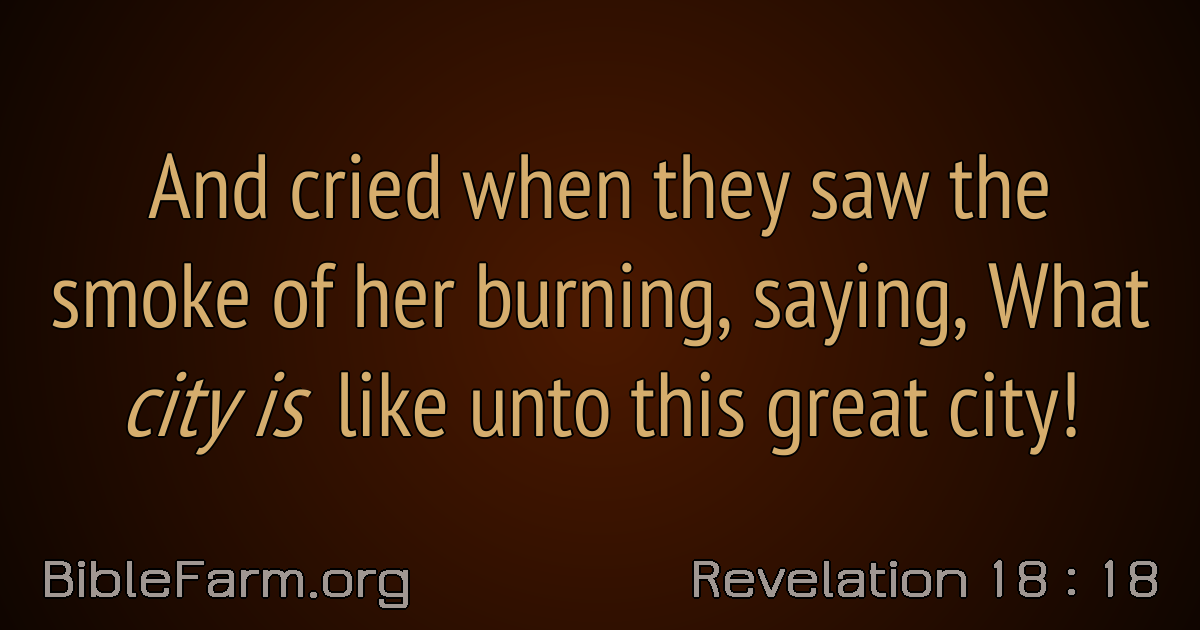 And cried when they saw the
smoke of her burning, saying, What
city is like unto this great city!
BibleFarm.org
Revelation 18 : 18